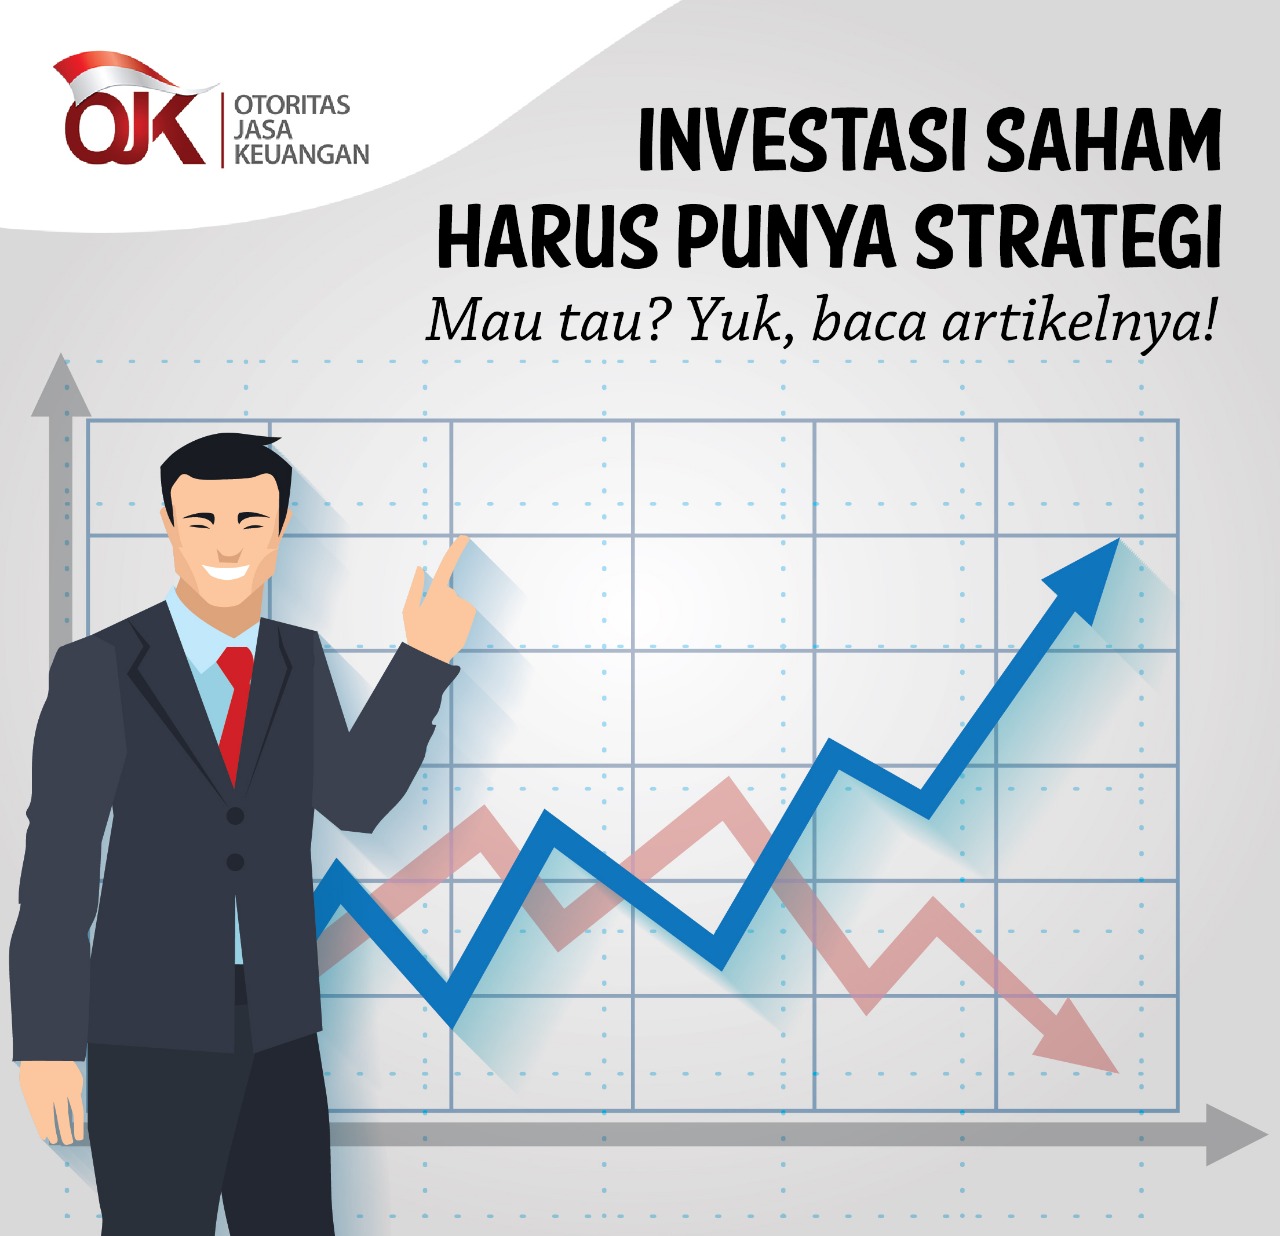 OJK
OTORITAS
JASA
KEUANGAN
INVESTASI SAHAM
HARUS PUNYA STRATEGI
Mau tau? Yuk, baca artikelnya!